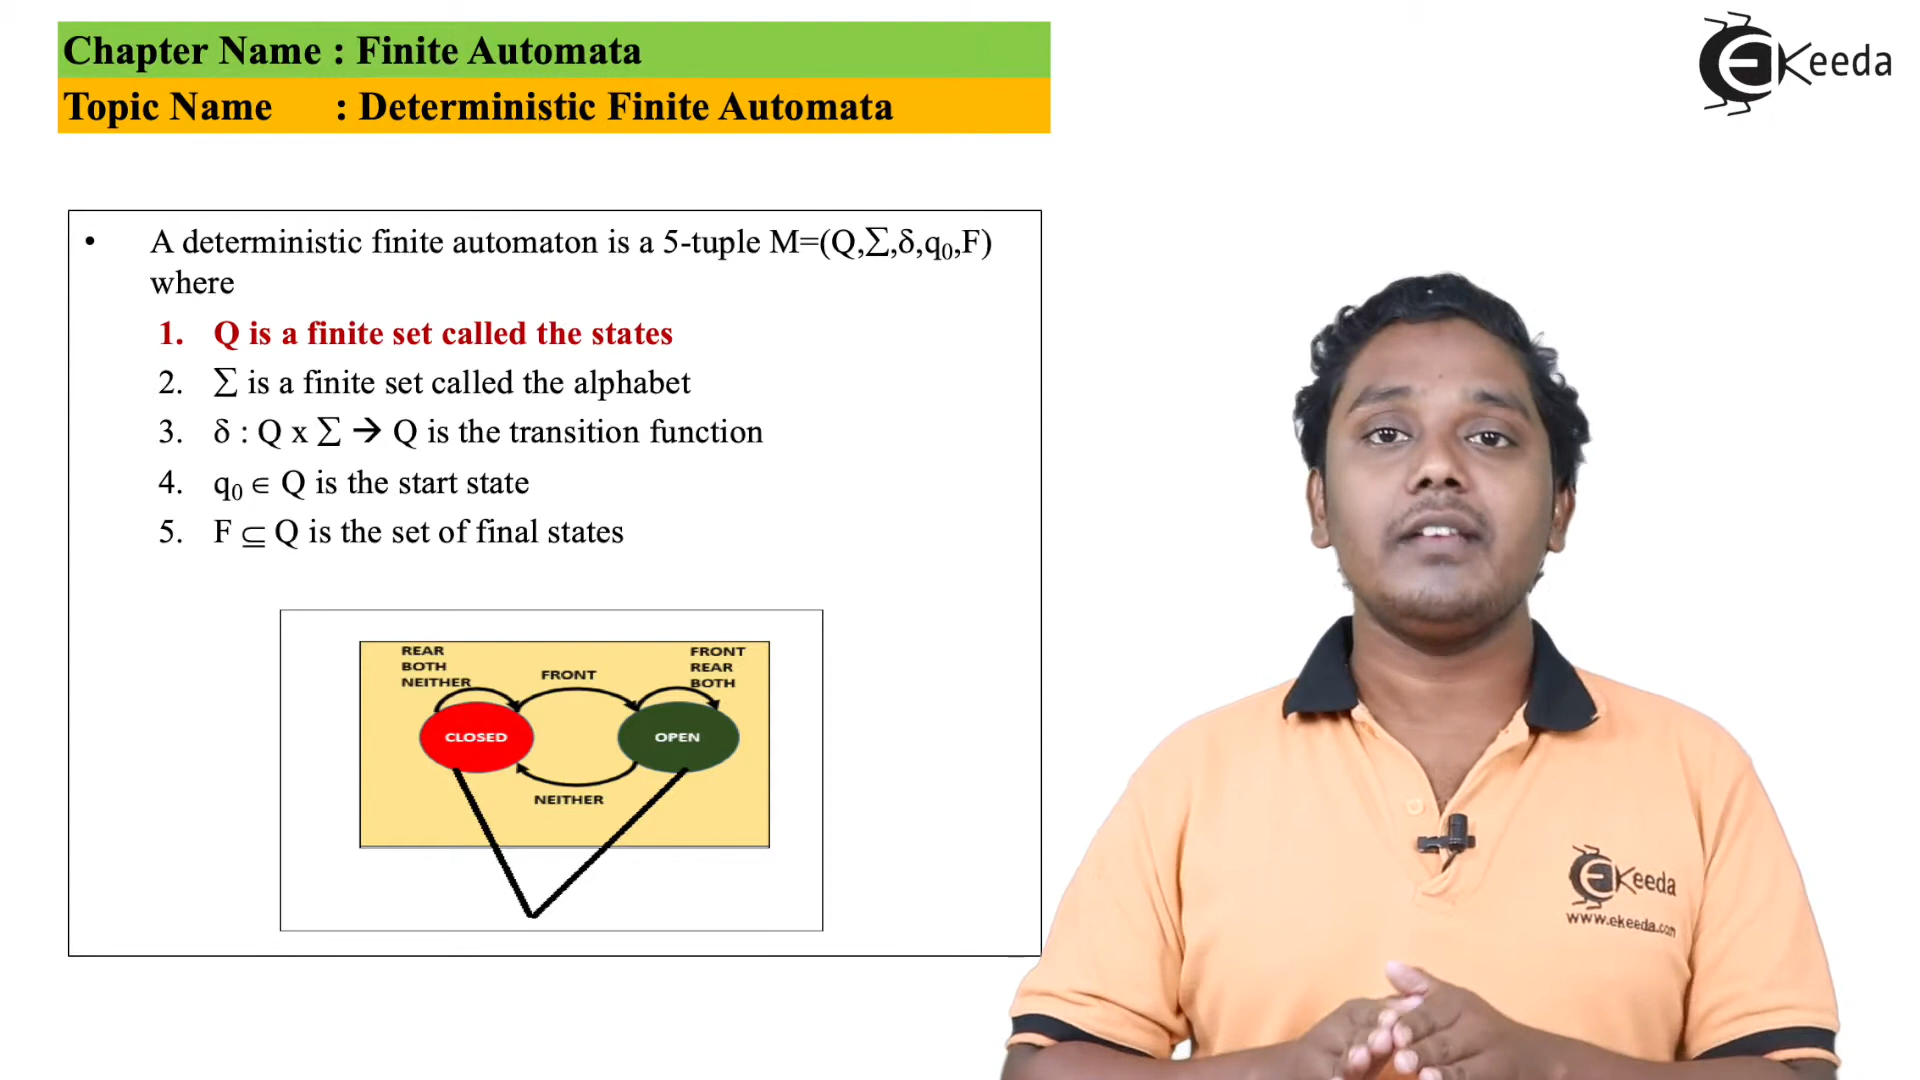 Chapter Name : Finite Automata
Topic Name : Deterministic Finite Automata
Keeda
• A deterministic finite automaton is a 5-tuple M=(Q,∑,δ,q₀,F)
where
1. Q is a finite set called the states
2. ∑ is a finite set called the alphabet
3. δ : Q x ∑ → Q is the transition function
4. q₀ ∈ Q is the start state
5. F ⊆ Q is the set of final states
REAR
BOTH
NEITHER
FRONT
FRONT
REAR
BOTH
CLOSED
OPEN
NEITHER
Keeda
www.ekeeda.com